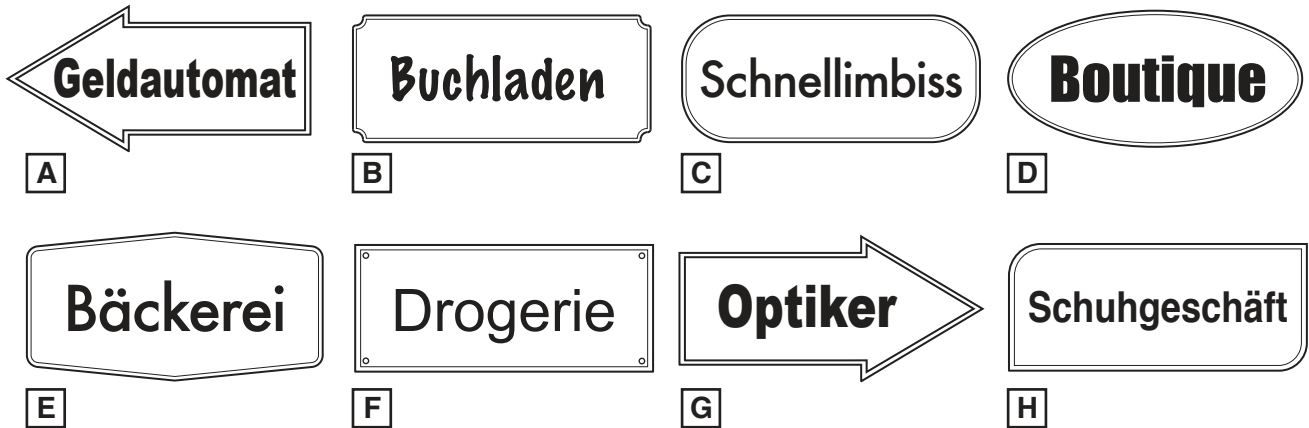 Geldautomat
Buchladen
Schnellimbiss
Boutique
A
B
C
D
Bäckerei
Drogerie
Optiker
Schuhgeschäft
E
F
G
H